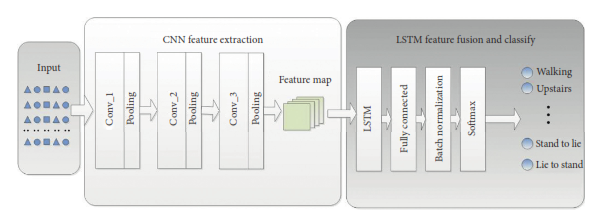 Input
CNN feature extraction
Conv_1
Pooling
Conv_2
Pooling
Conv_3
Pooling
Feature map
LSTM feature fusion and classify
LSTM
Fully connected
Batch normalization
Softmax
Walking
Upstairs
Stand to lie
Lie to stand